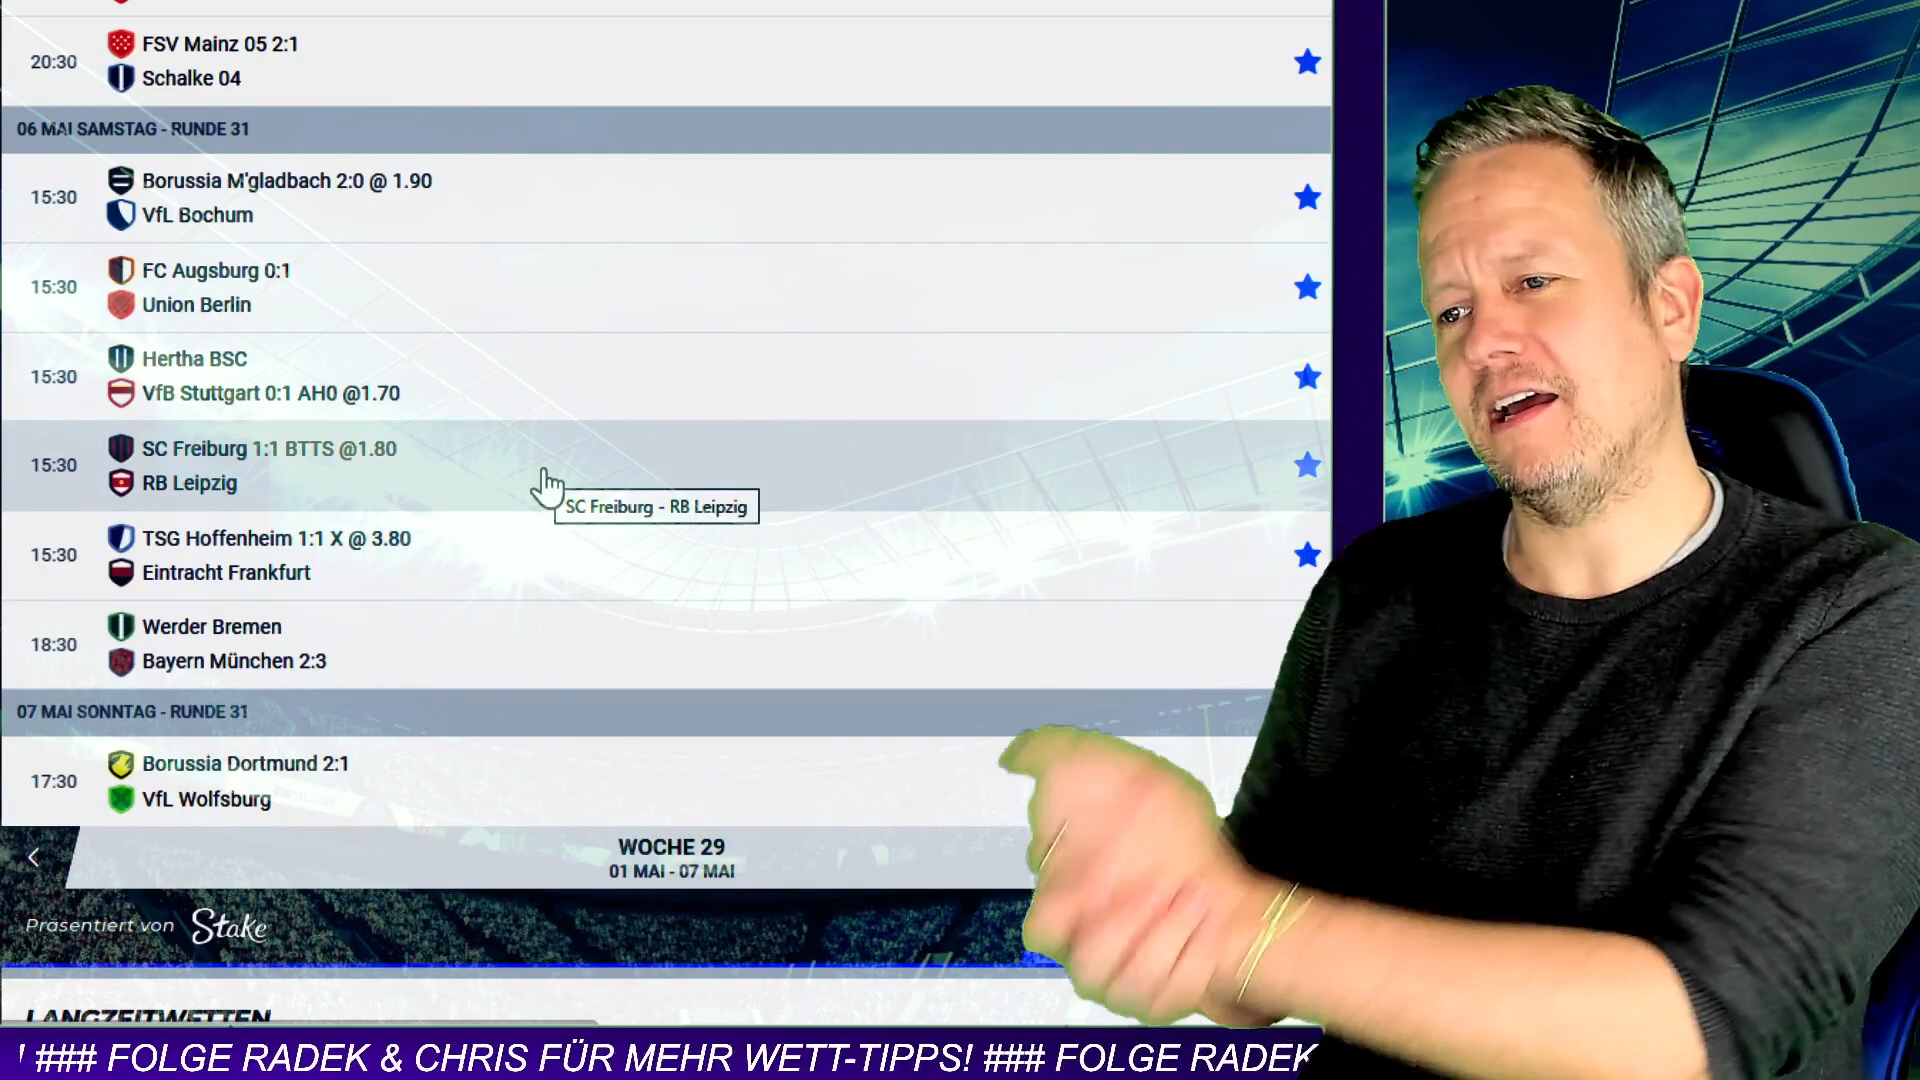 20:30
FSV Mainz 05 2:1
Schalke 04
06 MAI SAMSTAG - RUNDE 31
15:30
Borussia M'gladbach 2:0 @ 1.90
VfL Bochum
15:30
FC Augsburg 0:1
Union Berlin
15:30
Hertha BSC
VfB Stuttgart 0:1 AH0 @1.70
15:30
SC Freiburg 1:1 BTTS @1.80
RB Leipzig
SC Freiburg - RB Leipzig
15:30
TSG Hoffenheim 1:1 X @ 3.80
Eintracht Frankfurt
18:30
Werder Bremen
Bayern München 2:3
07 MAI SONNTAG - RUNDE 31
17:30
Borussia Dortmund 2:1
VfL Wolfsburg
WOCHE 29
01 MAI - 07 MAI
Präsentiert von Stake
LANGZEITWETTEN
! ### FOLGE RADEK & CHRIS FÜR MEHR WETT-TIPPS! ### FOLGE RADEK